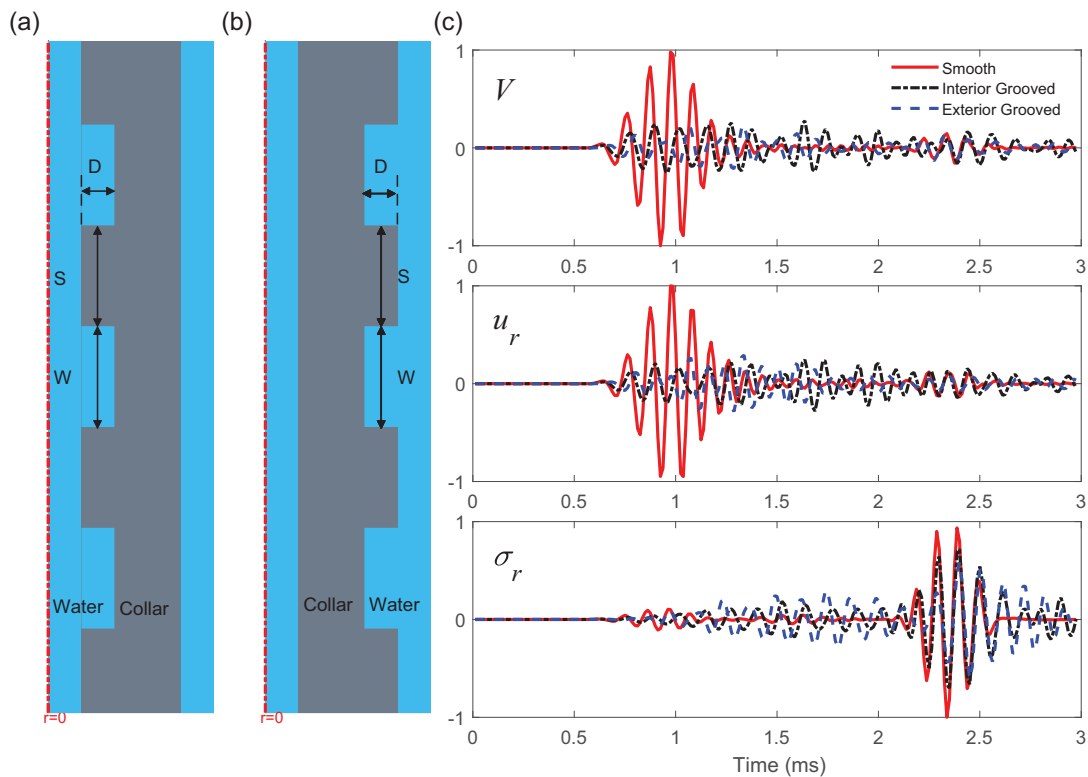 (a)
D
S
W
Water
Collar
r=0
(b)
D
S
W
Collar
Water
r=0
(c)
V
Smooth
Interior Grooved
Exterior Grooved
1
0
-1
0 0.5 1 1.5 2 2.5 3
u_r
1
0
-1
0 0.5 1 1.5 2 2.5 3
σ_r
1
0
-1
0 0.5 1 1.5 2 2.5 3
Time (ms)